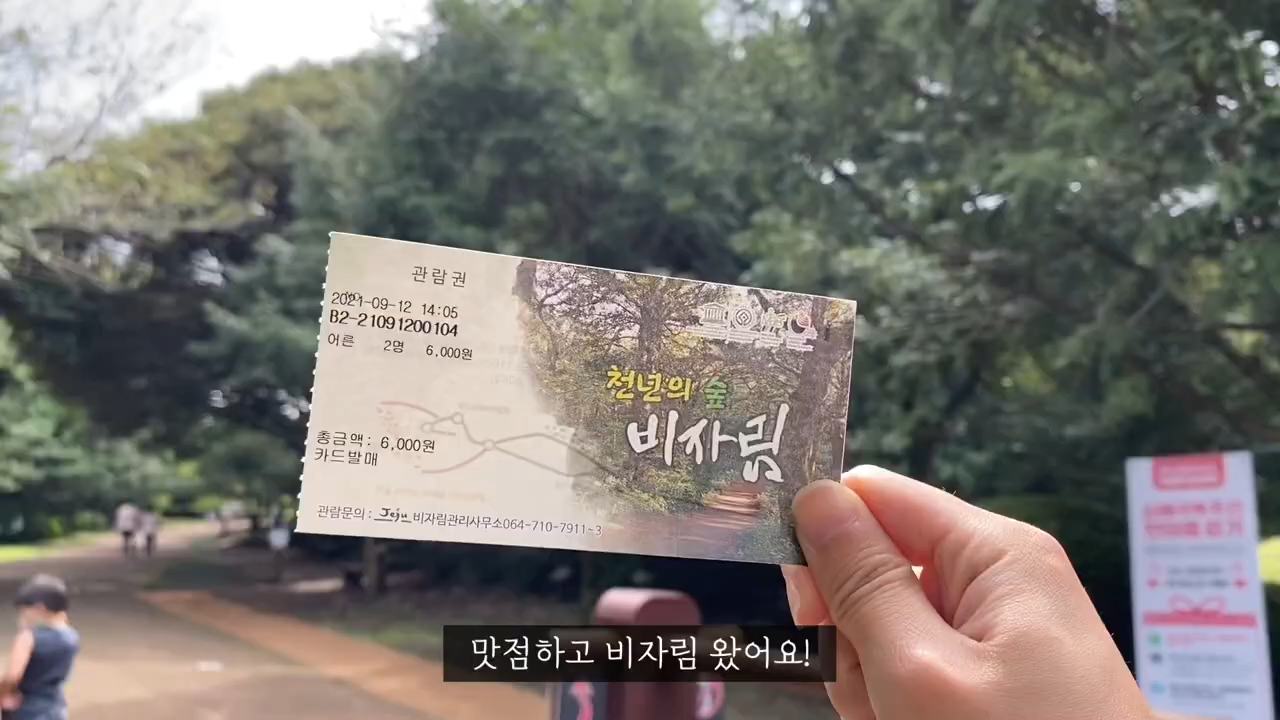 관람권
2021-09-12 14:05
B2-21091200104
어른 2명 6,000원
총금액: 6,000원
카드발매
관람문의: Jeju 비자림관리사무소064-710-7911~3
천년의 숲
비자림
맛점하고 비자림 왔어요!